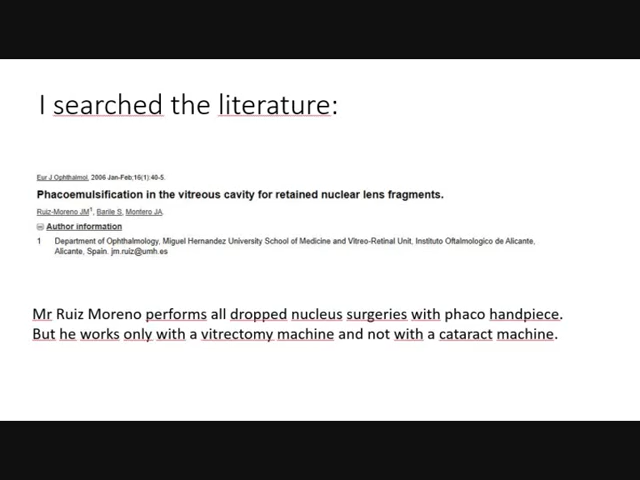 I searched the literature:
Eur J Ophthalmol. 2006 Jan-Feb;16(1):40-5.
Phacoemulsification in the vitreous cavity for retained nuclear lens fragments.
Ruiz-Moreno JM1, Barile S, Montero JA.
Author information
1 Department of Ophthalmology, Miguel Hernandez University School of Medicine and Vitreo-Retinal Unit, Instituto Oftalmologico de Alicante,
Alicante, Spain. jm.ruiz@umh.es
Mr Ruiz Moreno performs all dropped nucleus surgeries with phaco handpiece.
But he works only with a vitrectomy machine and not with a cataract machine.